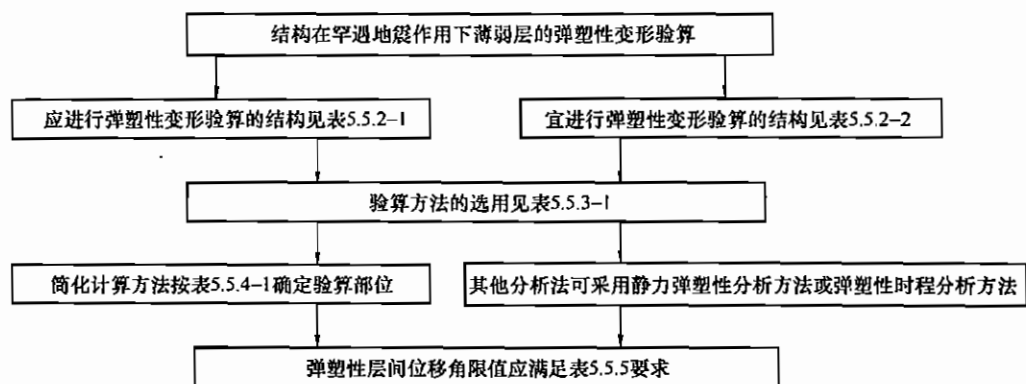 结构在罕遇地震作用下薄弱层的弹塑性变形验算
应进行弹塑性变形验算的结构见表5.5.2-1
宜进行弹塑性变形验算的结构见表5.5.2-2
验算方法的选用见表5.5.3-1
简化计算方法按表5.5.4-1确定验算部位
其他分析法可采用静力弹塑性分析方法或弹塑性时程分析方法
弹塑性层间位移角限值应满足表5.5.5要求